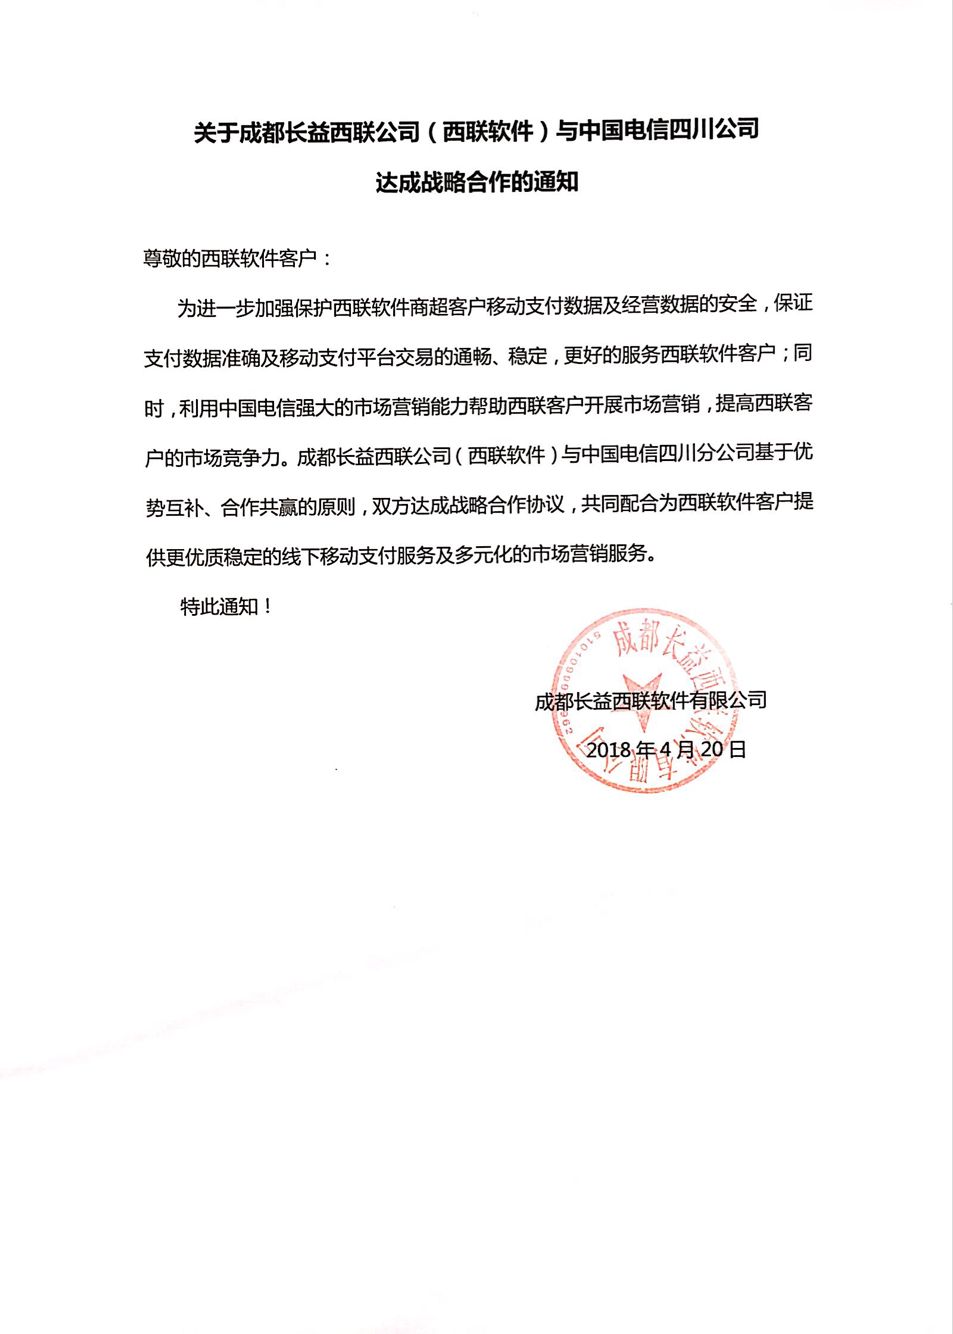 关于成都长益西联公司（西联软件）与中国电信四川公司
达成战略合作的通知
尊敬的西联软件客户：
为进一步加强保护西联软件商超客户移动支付数据及经营数据的安全，保证
支付数据准确及移动支付平台交易的通畅、稳定，更好的服务西联软件客户；同
时，利用中国电信强大的市场营销能力帮助西联客户开展市场营销，提高西联客
户的市场竞争力。成都长益西联公司（西联软件）与中国电信四川分公司基于优
势互补、合作共赢的原则，双方达成战略合作协议，共同配合为西联软件客户提
供更优质稳定的线下移动支付服务及多元化的市场营销服务。
特此通知！
成都长益西联软件有限公司
成都长益西联软件有限公司
2018年4月20日